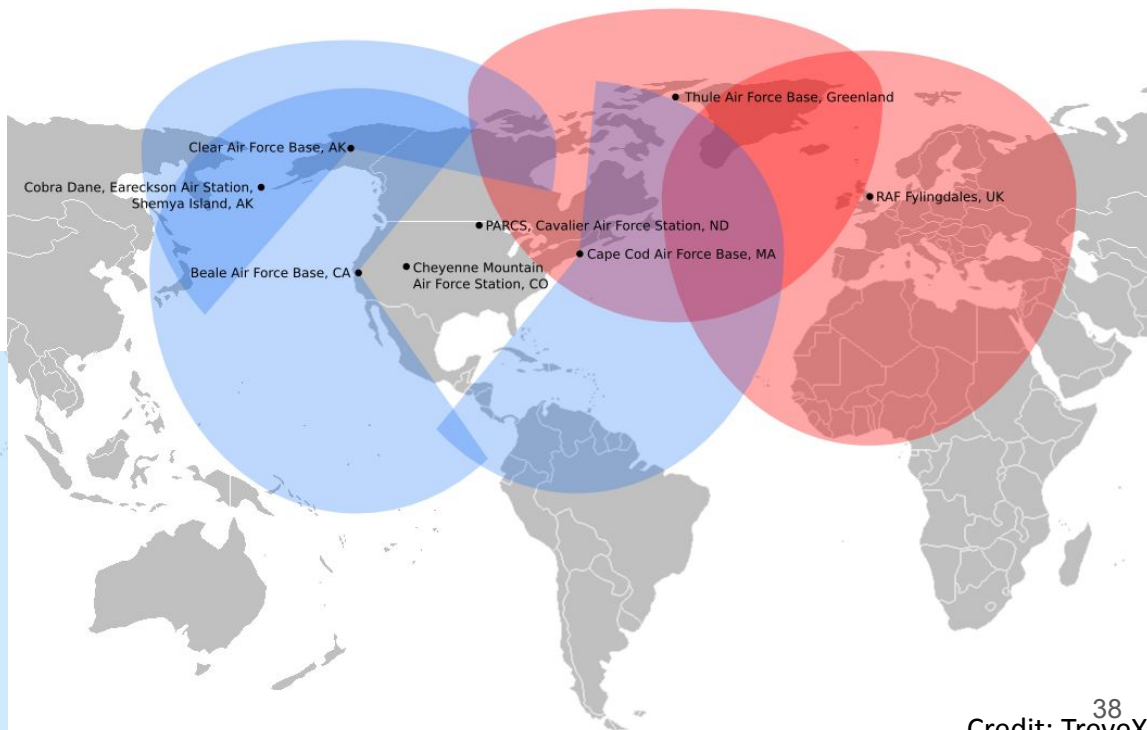 Thule Air Force Base, Greenland
Clear Air Force Base, AK
Cobra Dane, Eareckson Air Station,
Shemya Island, AK
RAF Fylingdales, UK
PARCS, Cavalier Air Force Station, ND
Cape Cod Air Force Base, MA
Beale Air Force Base, CA
Cheyenne Mountain
Air Force Station, CO
38
Credit: